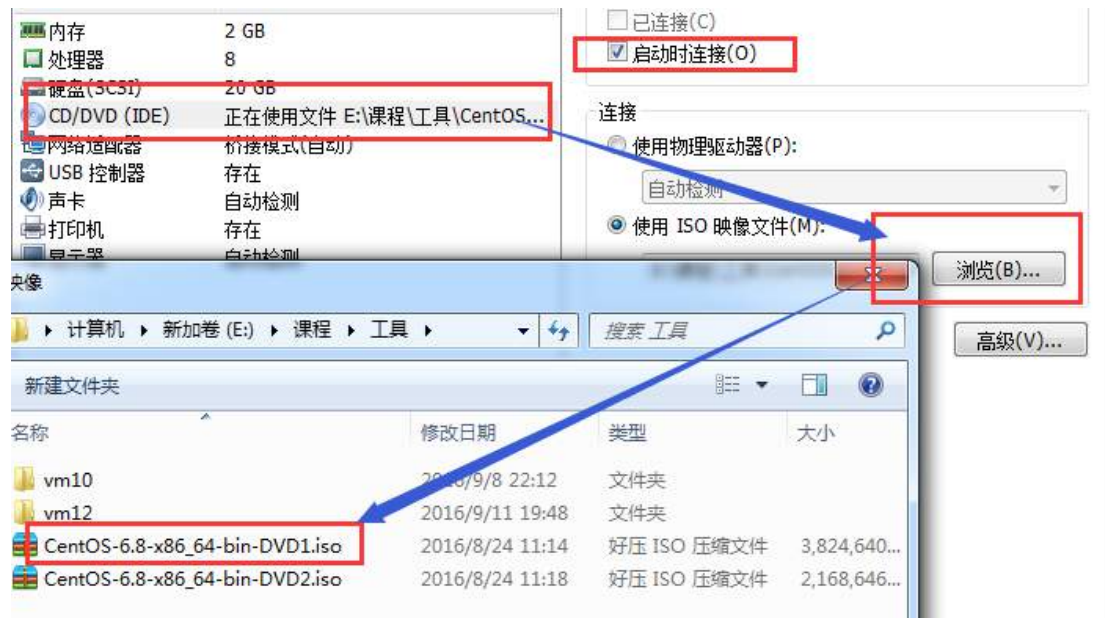 内存 2 GB
处理器 8
硬盘(SCSI) 20 GB
CD/DVD (IDE) 正在使用文件 E:\课程\工具\CentOS...
网络适配器 桥接模式(自动)
USB 控制器 存在
声卡 自动检测
打印机 存在
显示器 自动检测
已连接(C)
启动时连接(O)
连接
使用物理驱动器(P):
自动检测
使用 ISO 映像文件(M):
浏览(B)...
高级(V)...
映像
计算机 新加卷 (E:) 课程 工具
搜索 工具
新建文件夹
名称 修改日期 类型 大小
vm10 2016/9/8 22:12 文件夹
vm12 2016/9/11 19:48 文件夹
CentOS-6.8-x86_64-bin-DVD1.iso 2016/8/24 11:14 好压 ISO 压缩文件 3,824,640...
CentOS-6.8-x86_64-bin-DVD2.iso 2016/8/24 11:18 好压 ISO 压缩文件 2,168,646...